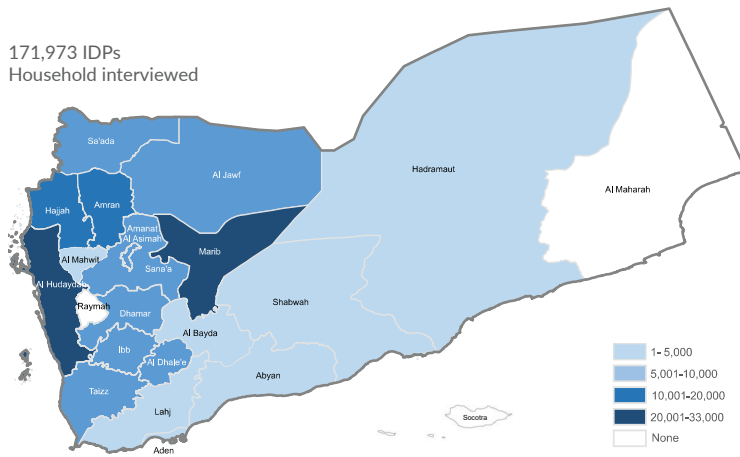 171,973 IDPs
Household interviewed
Sa'ada
Al Jawf
Hadramaut
Al Maharah
Hajjah
Amran
Amanat
Al Asimah
Marib
Al Mahwit
Sana'a
Al Hudaydah
Raymah
Dhamar
Shabwah
Al Bayda
Ibb
Al Dhale'e
Abyan
Taizz
Lahj
Aden
Socotra
1- 5,000
5,001-10,000
10,001-20,000
20,001-33,000
None